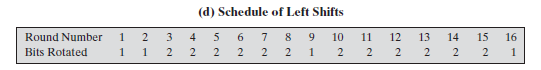 (d) Schedule of Left Shifts
Round Number 1 2 3 4 5 6 7 8 9 10 11 12 13 14 15 16
Bits Rotated 1 1 2 2 2 2 2 2 1 2 2 2 2 2 2 1